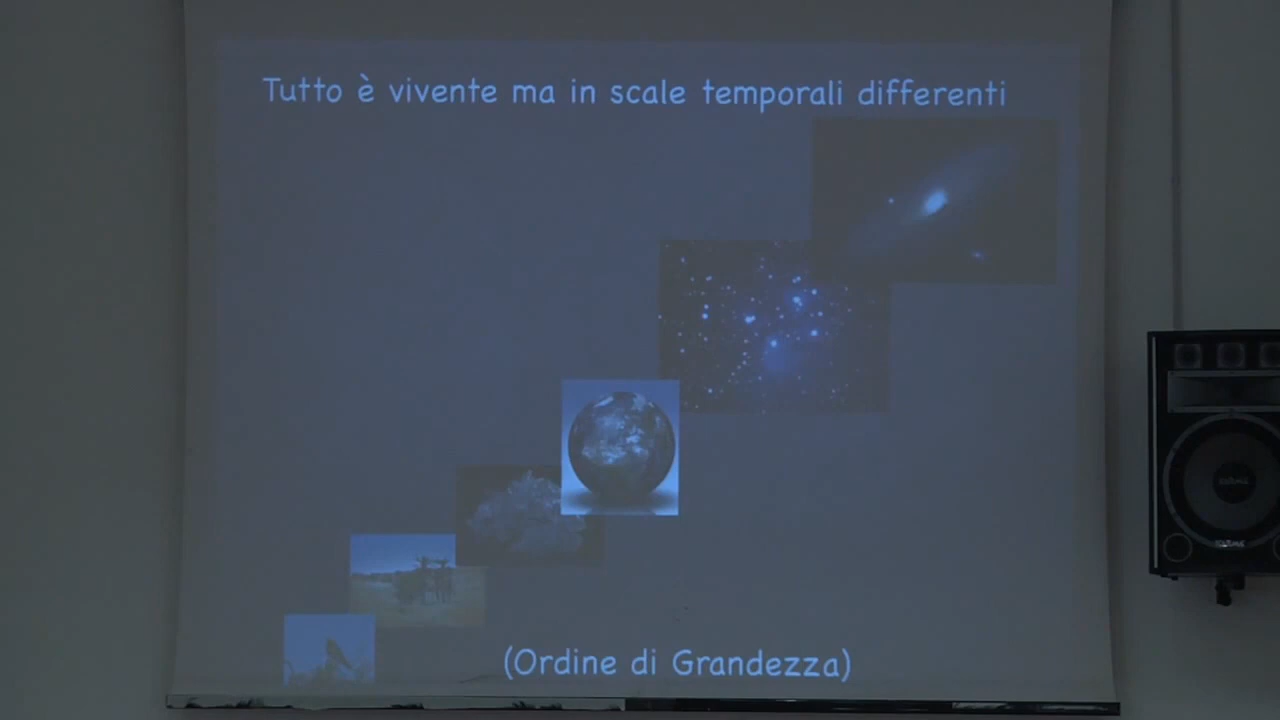 Tutto è vivente ma in scale temporali differenti
(Ordine di Grandezza)